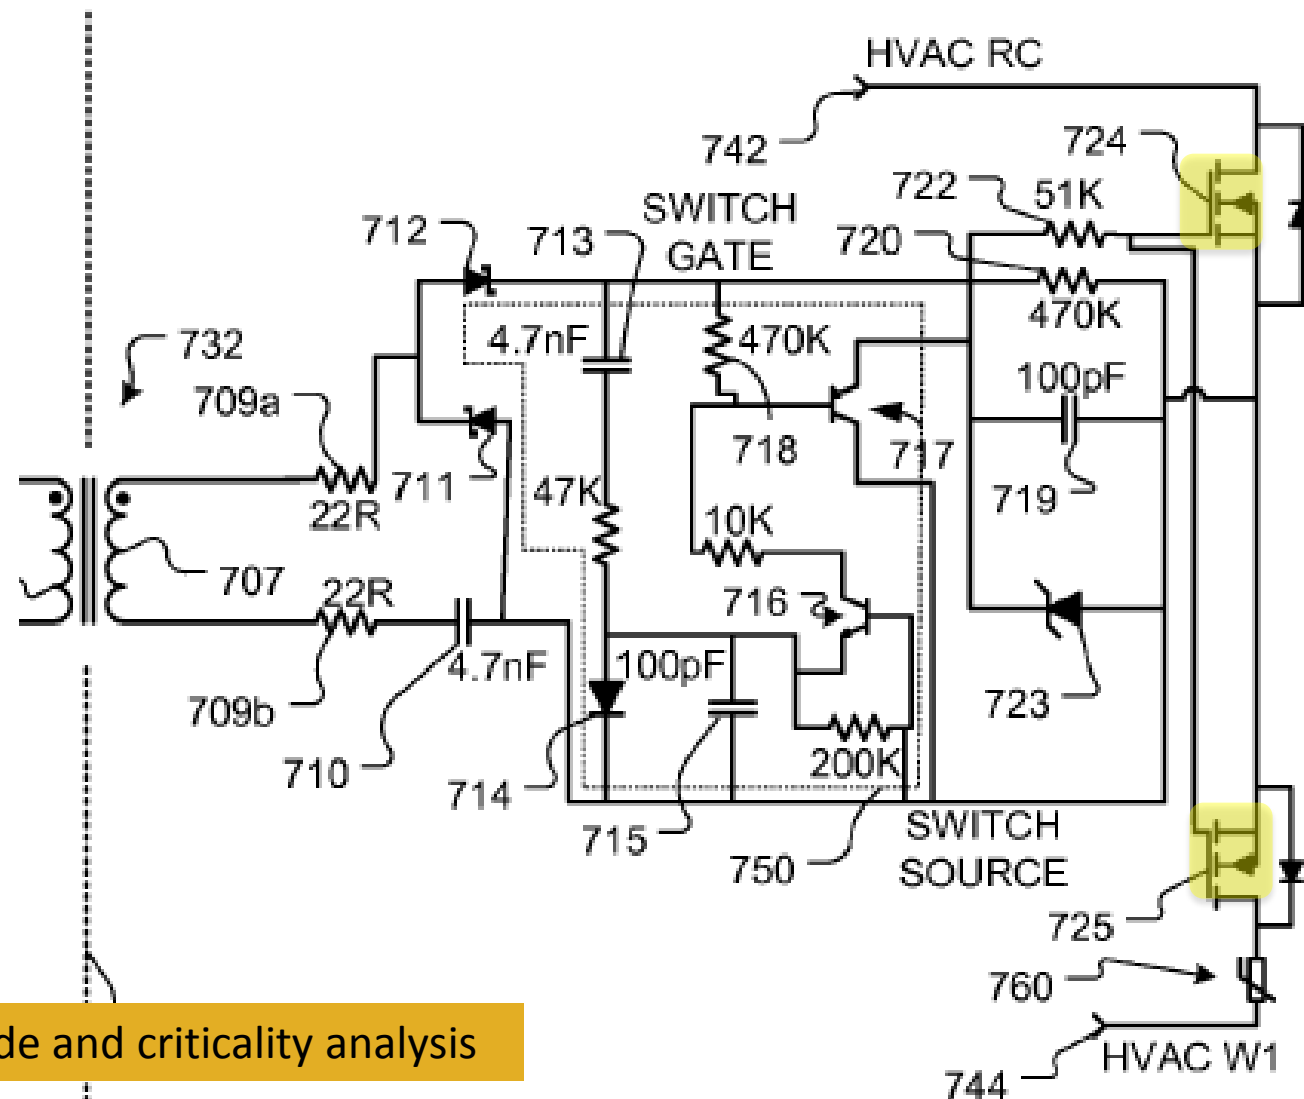 HVAC RC
742
724
722
51K
712
SWITCH
GATE
713
720
470K
732
4.7nF
470K
100pF
709a
718
717
711
47K
719
22R
10K
707
22R
716
4.7nF
100pF
723
709b
710
200K
714
715
750
SWITCH
SOURCE
725
760
de and criticality analysis
HVAC W1
744